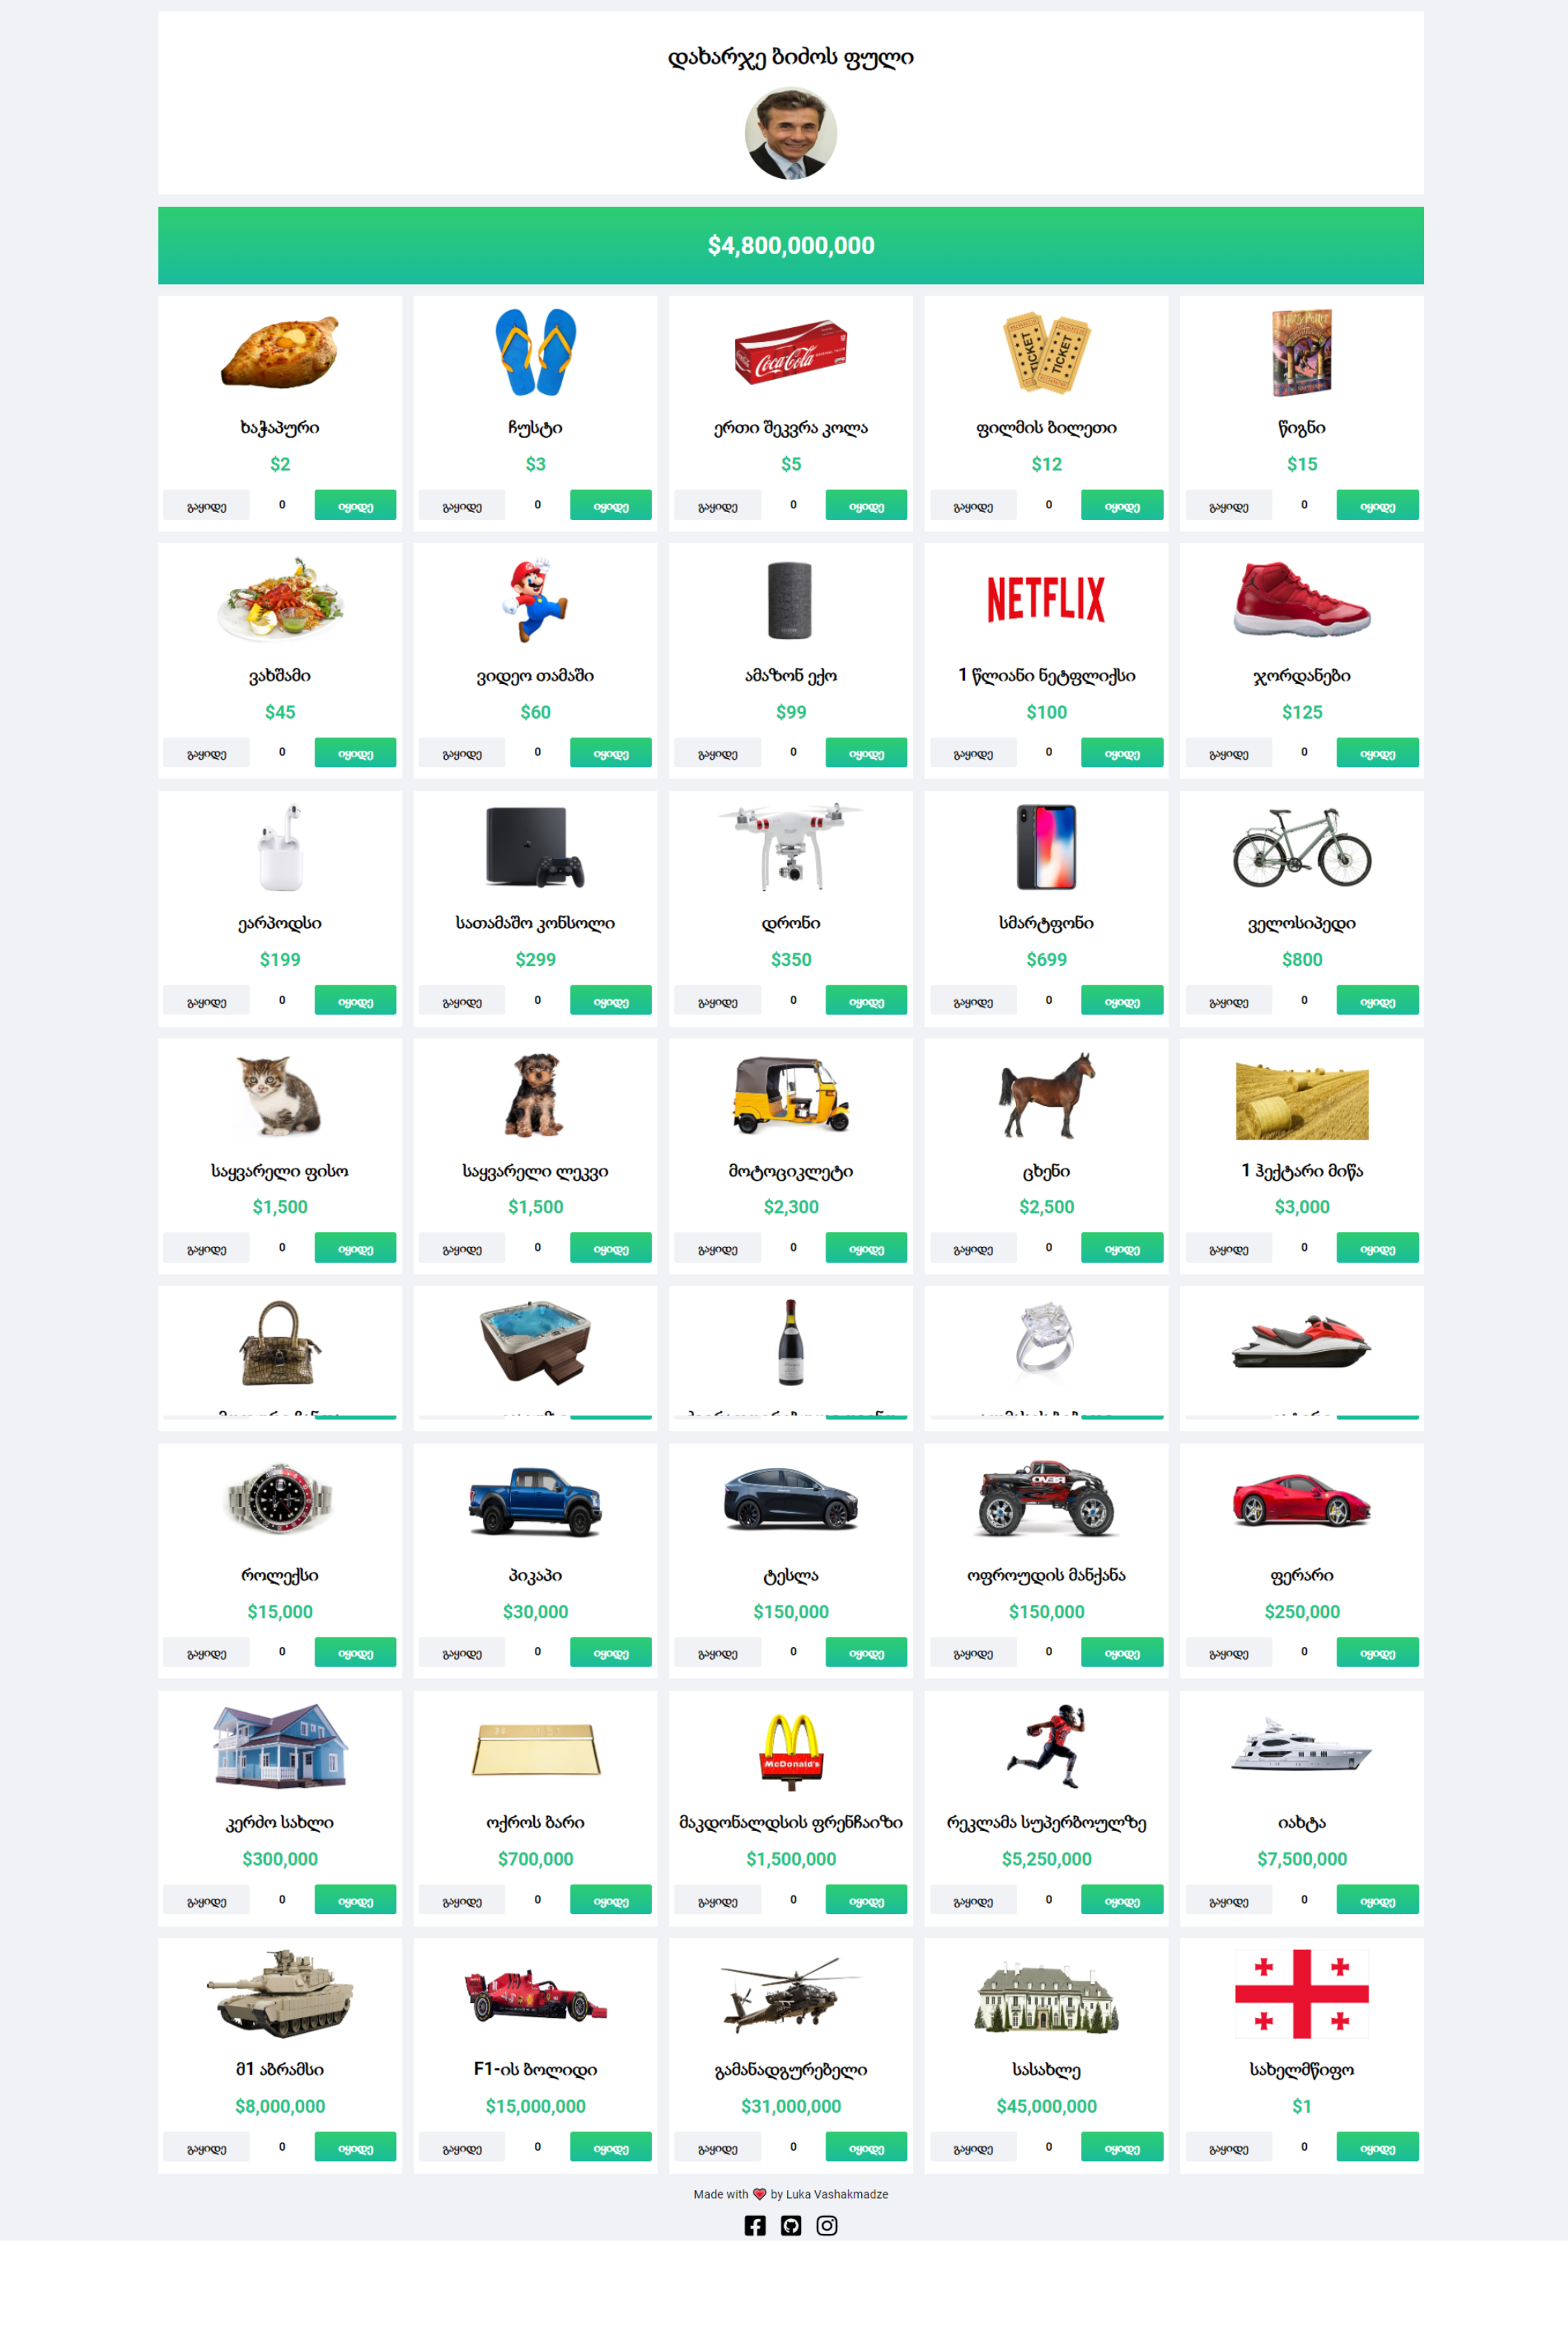 დახარჯე ბიძოს ფული
$4,800,000,000
Coca-Cola
TICKET TICKET
Harry Potter
ხაჭაპური ჩუსტი ერთი შეკვრა კოლა ფილმის ბილეთი წიგნი
$2 $3 $5 $12 $15
გაყიდე 0 იყიდე გაყიდე 0 იყიდე გაყიდე 0 იყიდე გაყიდე 0 იყიდე გაყიდე 0 იყიდე
NETFLIX
ვახშამი ვიდეო თამაში ამაზონ ექო 1 წლიანი ნეტფლიქსი ჯორდანები
$45 $60 $99 $100 $125
გაყიდე 0 იყიდე გაყიდე 0 იყიდე გაყიდე 0 იყიდე გაყიდე 0 იყიდე გაყიდე 0 იყიდე
ეარპოდსი სათამაშო კონსოლი დრონი სმარტფონი ველოსიპედი
$199 $299 $350 $699 $800
გაყიდე 0 იყიდე გაყიდე 0 იყიდე გაყიდე 0 იყიდე გაყიდე 0 იყიდე გაყიდე 0 იყიდე
საყვარელი ფისო საყვარელი ლეკვი მოტოციკლეტი ცხენი 1 ჰექტარი მიწა
$1,500 $1,500 $2,300 $2,500 $3,000
გაყიდე 0 იყიდე გაყიდე 0 იყიდე გაყიდე 0 იყიდე გაყიდე 0 იყიდე გაყიდე 0 იყიდე
როლექსი პიკაპი ტესლა ოფროუდის მანქანა ფერარი
$15,000 $30,000 $150,000 $150,000 $250,000
გაყიდე 0 იყიდე გაყიდე 0 იყიდე გაყიდე 0 იყიდე გაყიდე 0 იყიდე გაყიდე 0 იყიდე
McDonald's
კერძო სახლი ოქროს ბარი მაკდონალდსის ფრენჩაიზი რეკლამა სუპერბოულზე იახტა
$300,000 $700,000 $1,500,000 $5,250,000 $7,500,000
გაყიდე 0 იყიდე გაყიდე 0 იყიდე გაყიდე 0 იყიდე გაყიდე 0 იყიდე გაყიდე 0 იყიდე
მ1 აბრამსი F1-ის ბოლიდი გამანადგურებელი სასახლე სახელმწიფო
$8,000,000 $15,000,000 $31,000,000 $45,000,000 $1
გაყიდე 0 იყიდე გაყიდე 0 იყიდე გაყიდე 0 იყიდე გაყიდე 0 იყიდე გაყიდე 0 იყიდე
Made with by Luka Vashakmadze